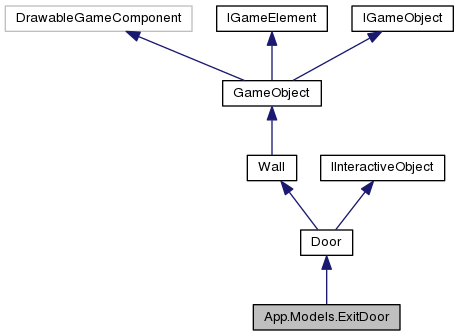 DrawableGameComponent
IGameElement
IGameObject
GameObject
Wall
IInteractiveObject
Door
App.Models.ExitDoor